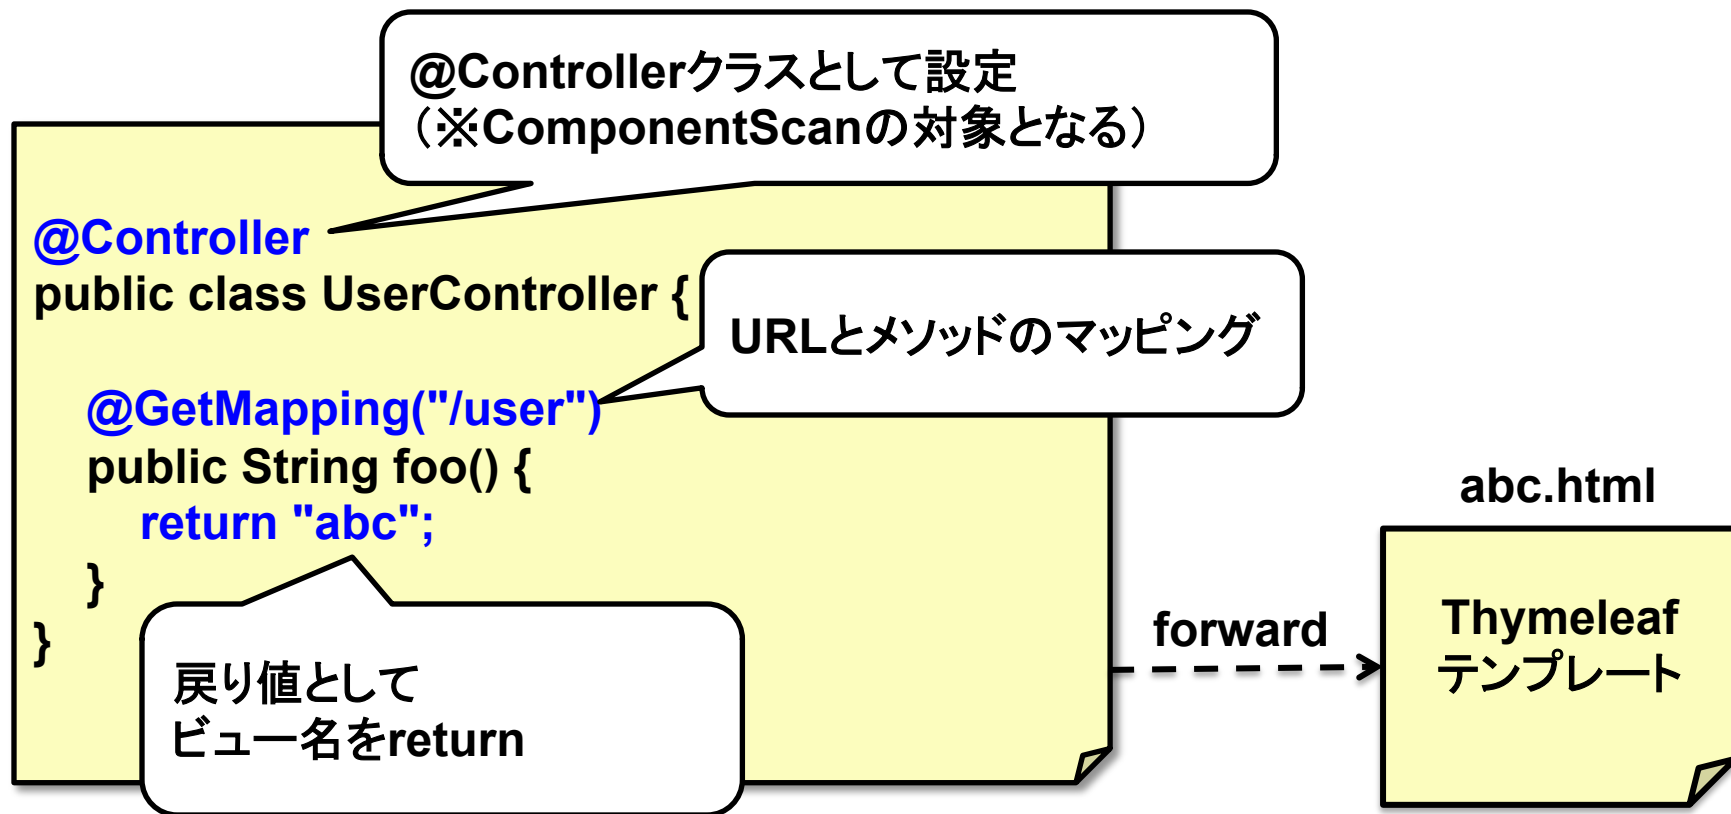 @Controllerクラスとして設定
（※ComponentScanの対象となる）
@Controller
public class UserController {
URLとメソッドのマッピング
@GetMapping("/user")
public String foo() {
return "abc";
}
}
戻り値として
ビュー名をreturn
forward
abc.html
Thymeleaf
テンプレート